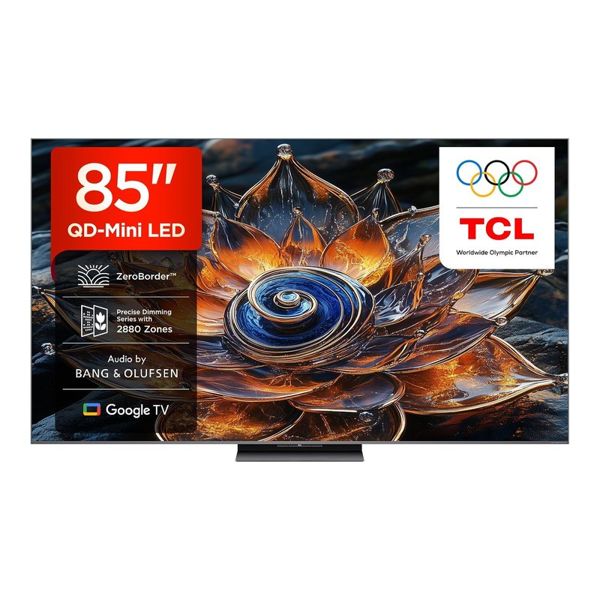 85"
QD-Mini LED
ZeroBorder™
Precise Dimming
Series with
2880 Zones
Audio by
BANG & OLUFSEN
Google TV
TCL
Worldwide Olympic Partner